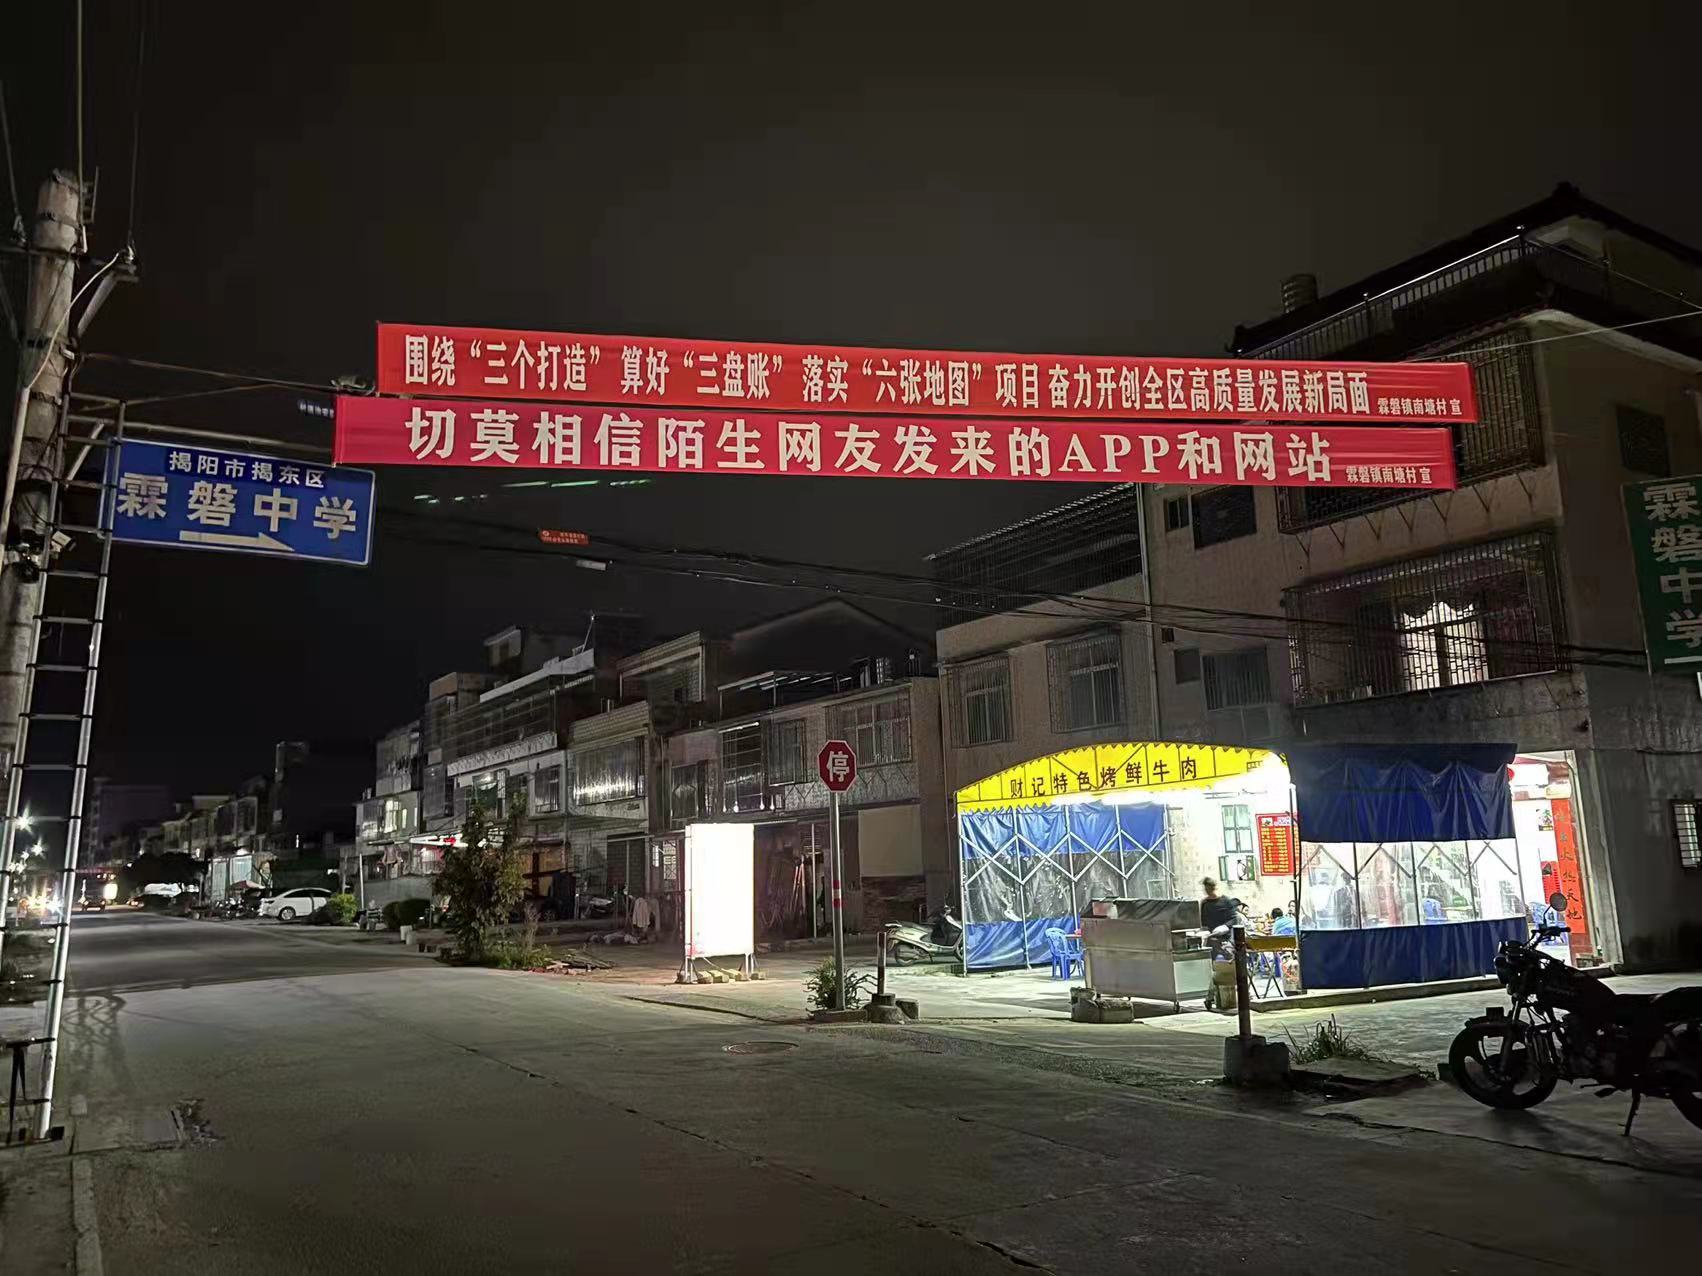 围绕“三个打造” 算好“三盘账” 落实“六张地图”项目 奋力开创全区高质量发展新局面 霖磐镇南塘村 宣
切莫相信陌生网友发来的APP和网站 霖磐镇南塘村 宣
揭阳市揭东区
霖磐中学
霖磐中学
停
财记特色烤鲜牛肉